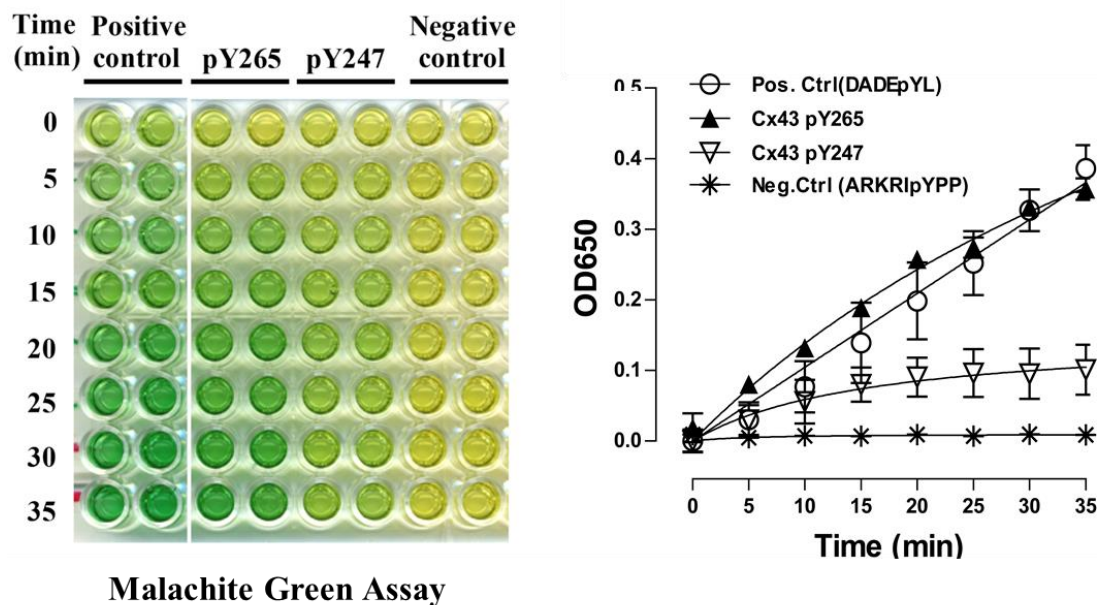 Time
(min)
Positive
control
pY265
pY247
Negative
control
0
5
10
15
20
25
30
35
Malachite Green Assay
Pos. Ctrl(DADEpYL)
Cx43 pY265
Cx43 pY247
Neg.Ctrl (ARKRIpYPP)
OD650
0.5
0.4
0.3
0.2
0.1
0.0
0 5 10 15 20 25 30 35
Time (min)